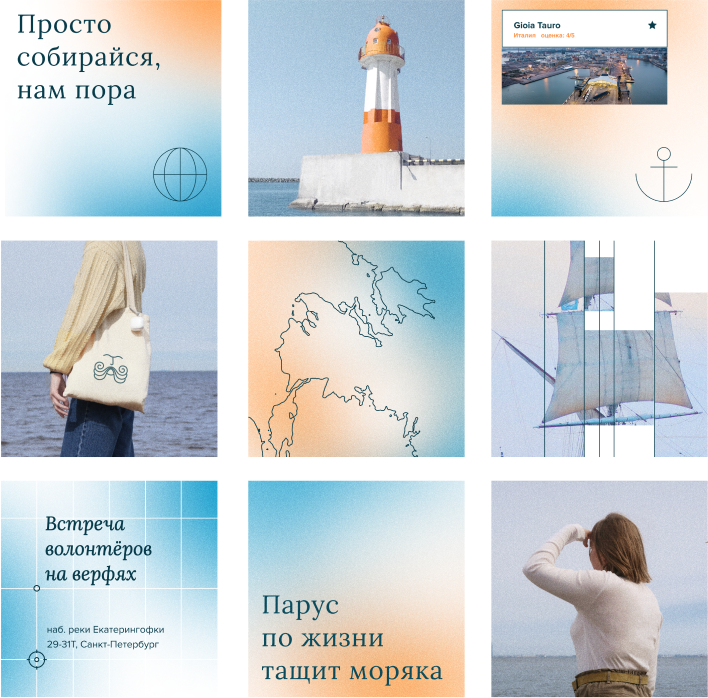 Просто
собирайся,
нам пора
Gioia Tauro
Италия оценка: 4/5
Встреча
волонтёров
на верфях
наб. реки Екатерингофки
29-31Т, Санкт-Петербург
Парус
по жизни
тащит моряка